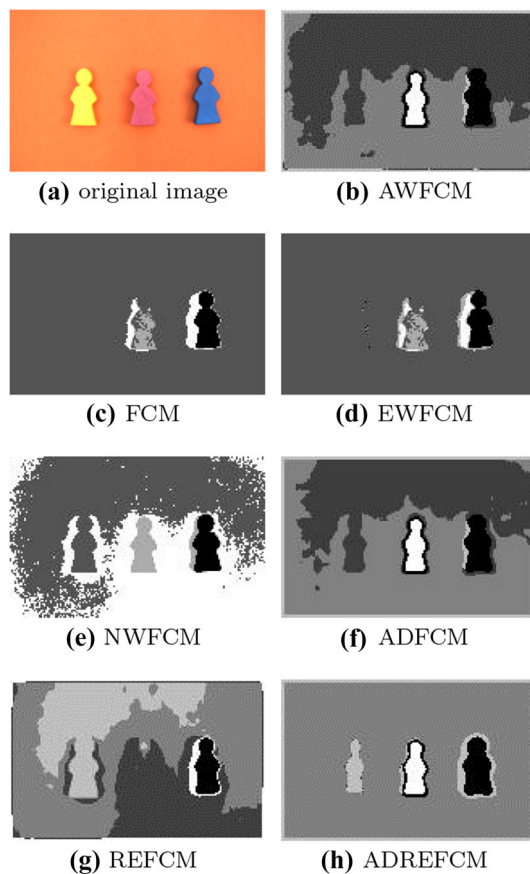 (a) original image
(b) AWFCM
(c) FCM
(d) EWFCM
(e) NWFCM
(f) ADFCM
(g) REFCM
(h) ADREFCM